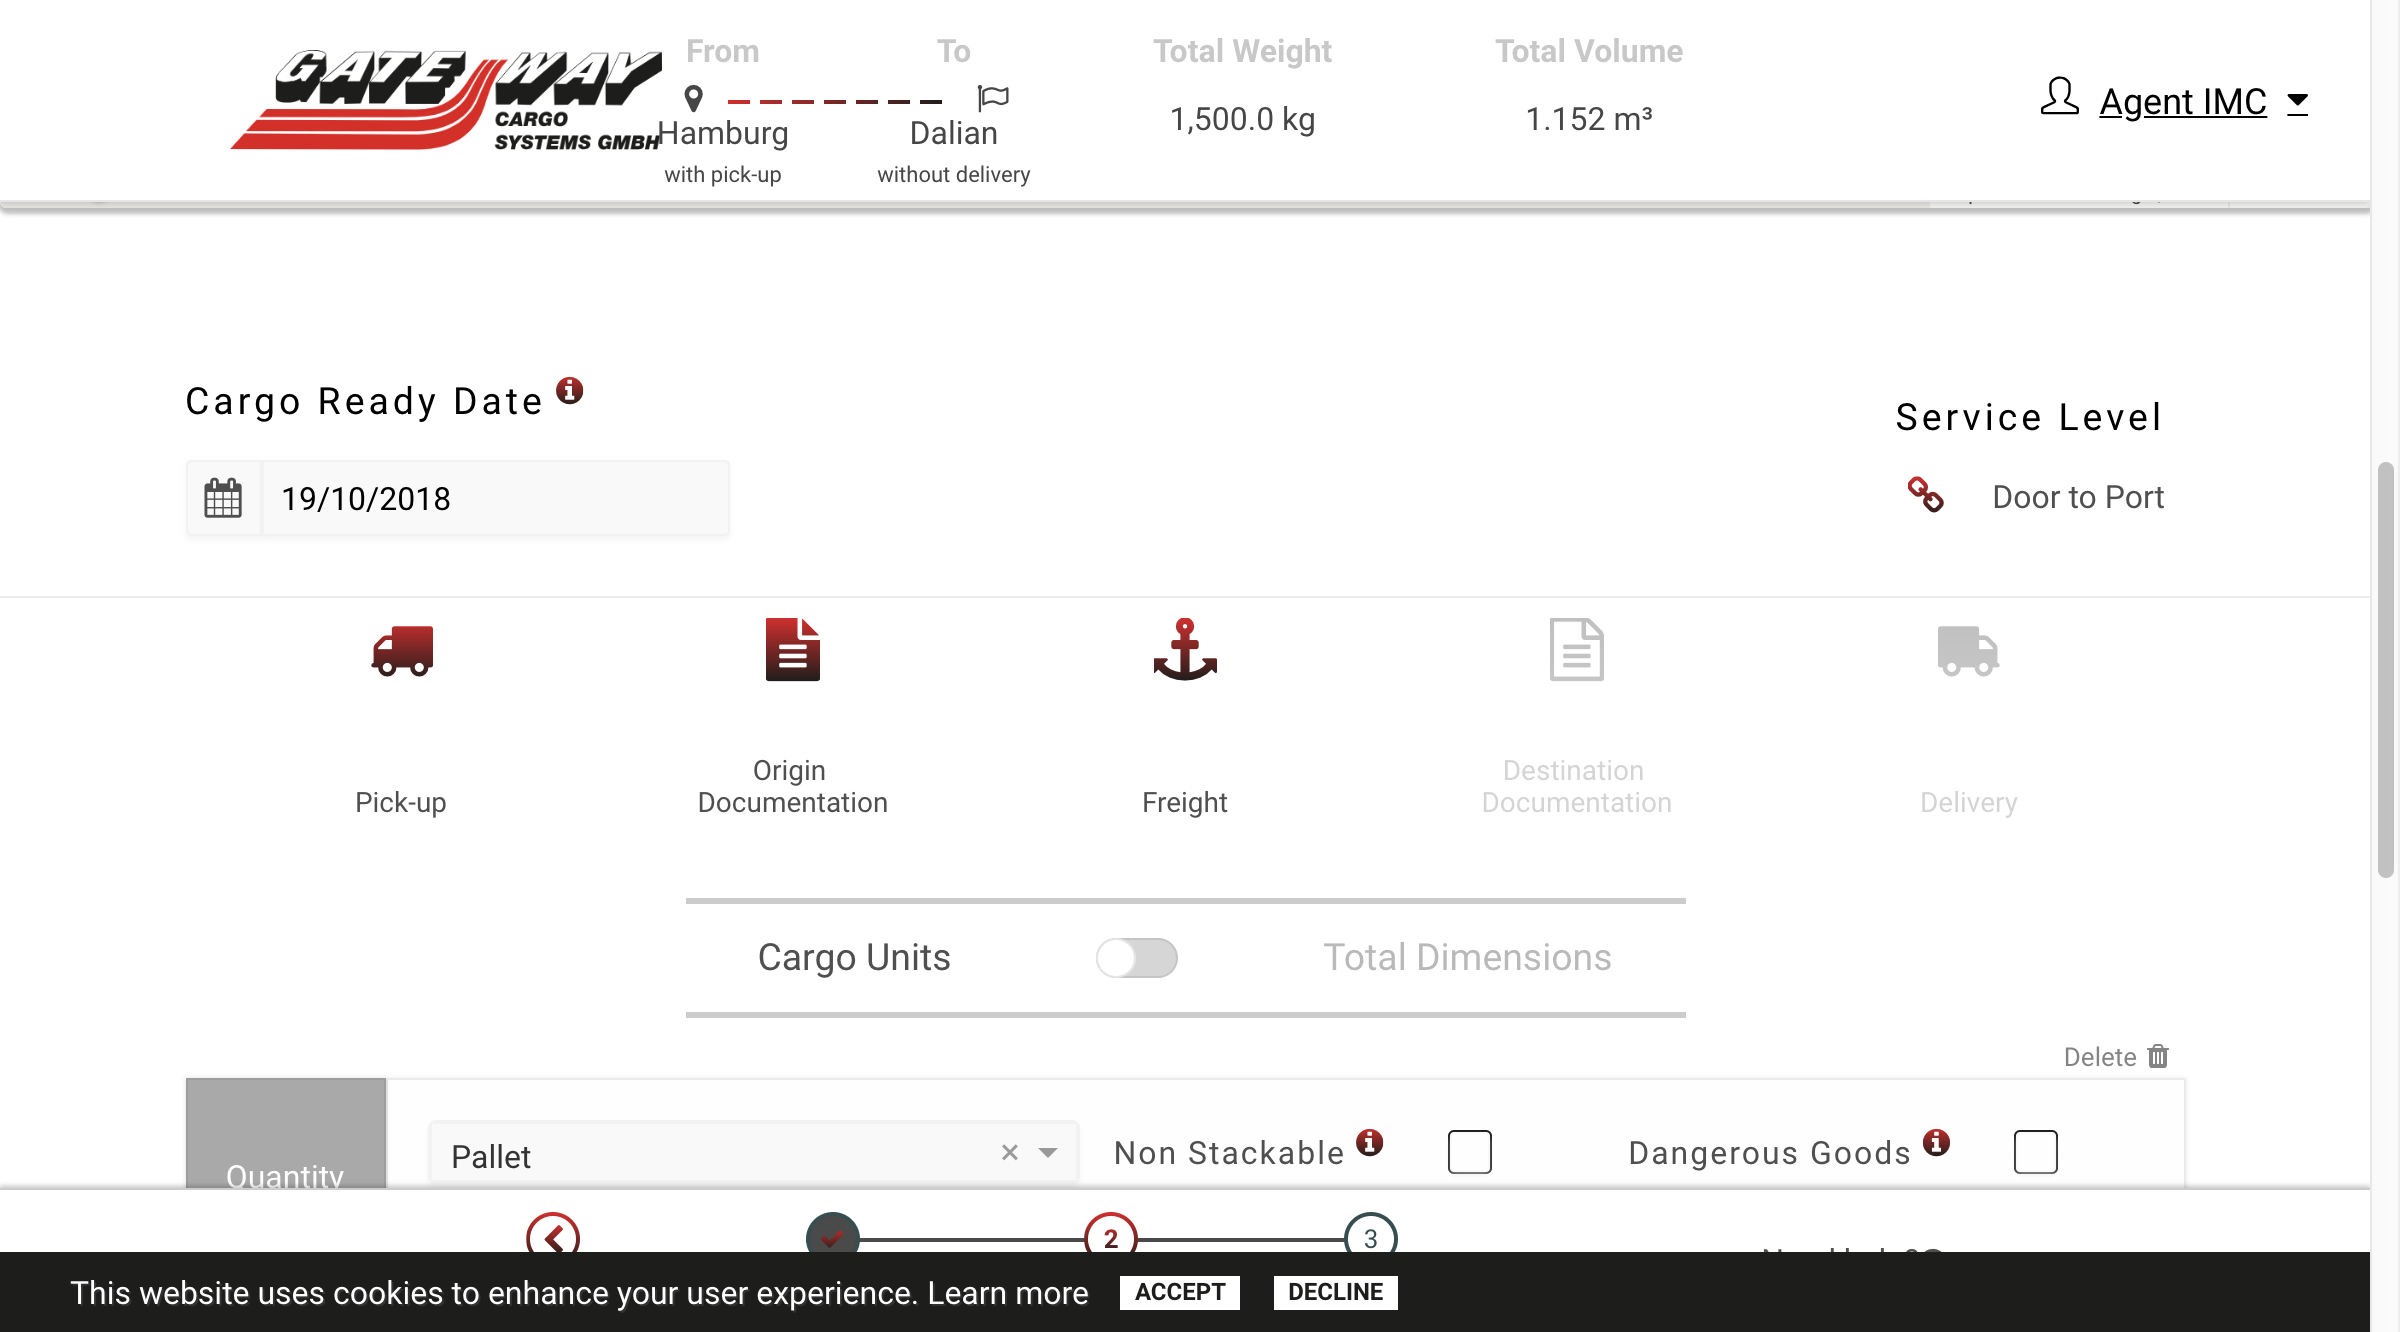 GATEWAY
CARGO
SYSTEMS GMBH
From
To
Hamburg
Dalian
with pick-up
without delivery
Total Weight
1,500.0 kg
Total Volume
1.152 m³
Agent IMC
Cargo Ready Date
19/10/2018
Service Level
Door to Port
Pick-up
Origin
Documentation
Freight
Destination
Documentation
Delivery
Cargo Units
Total Dimensions
Delete
Quantity
Pallet
Non Stackable
Dangerous Goods
2
3
This website uses cookies to enhance your user experience. Learn more
ACCEPT
DECLINE